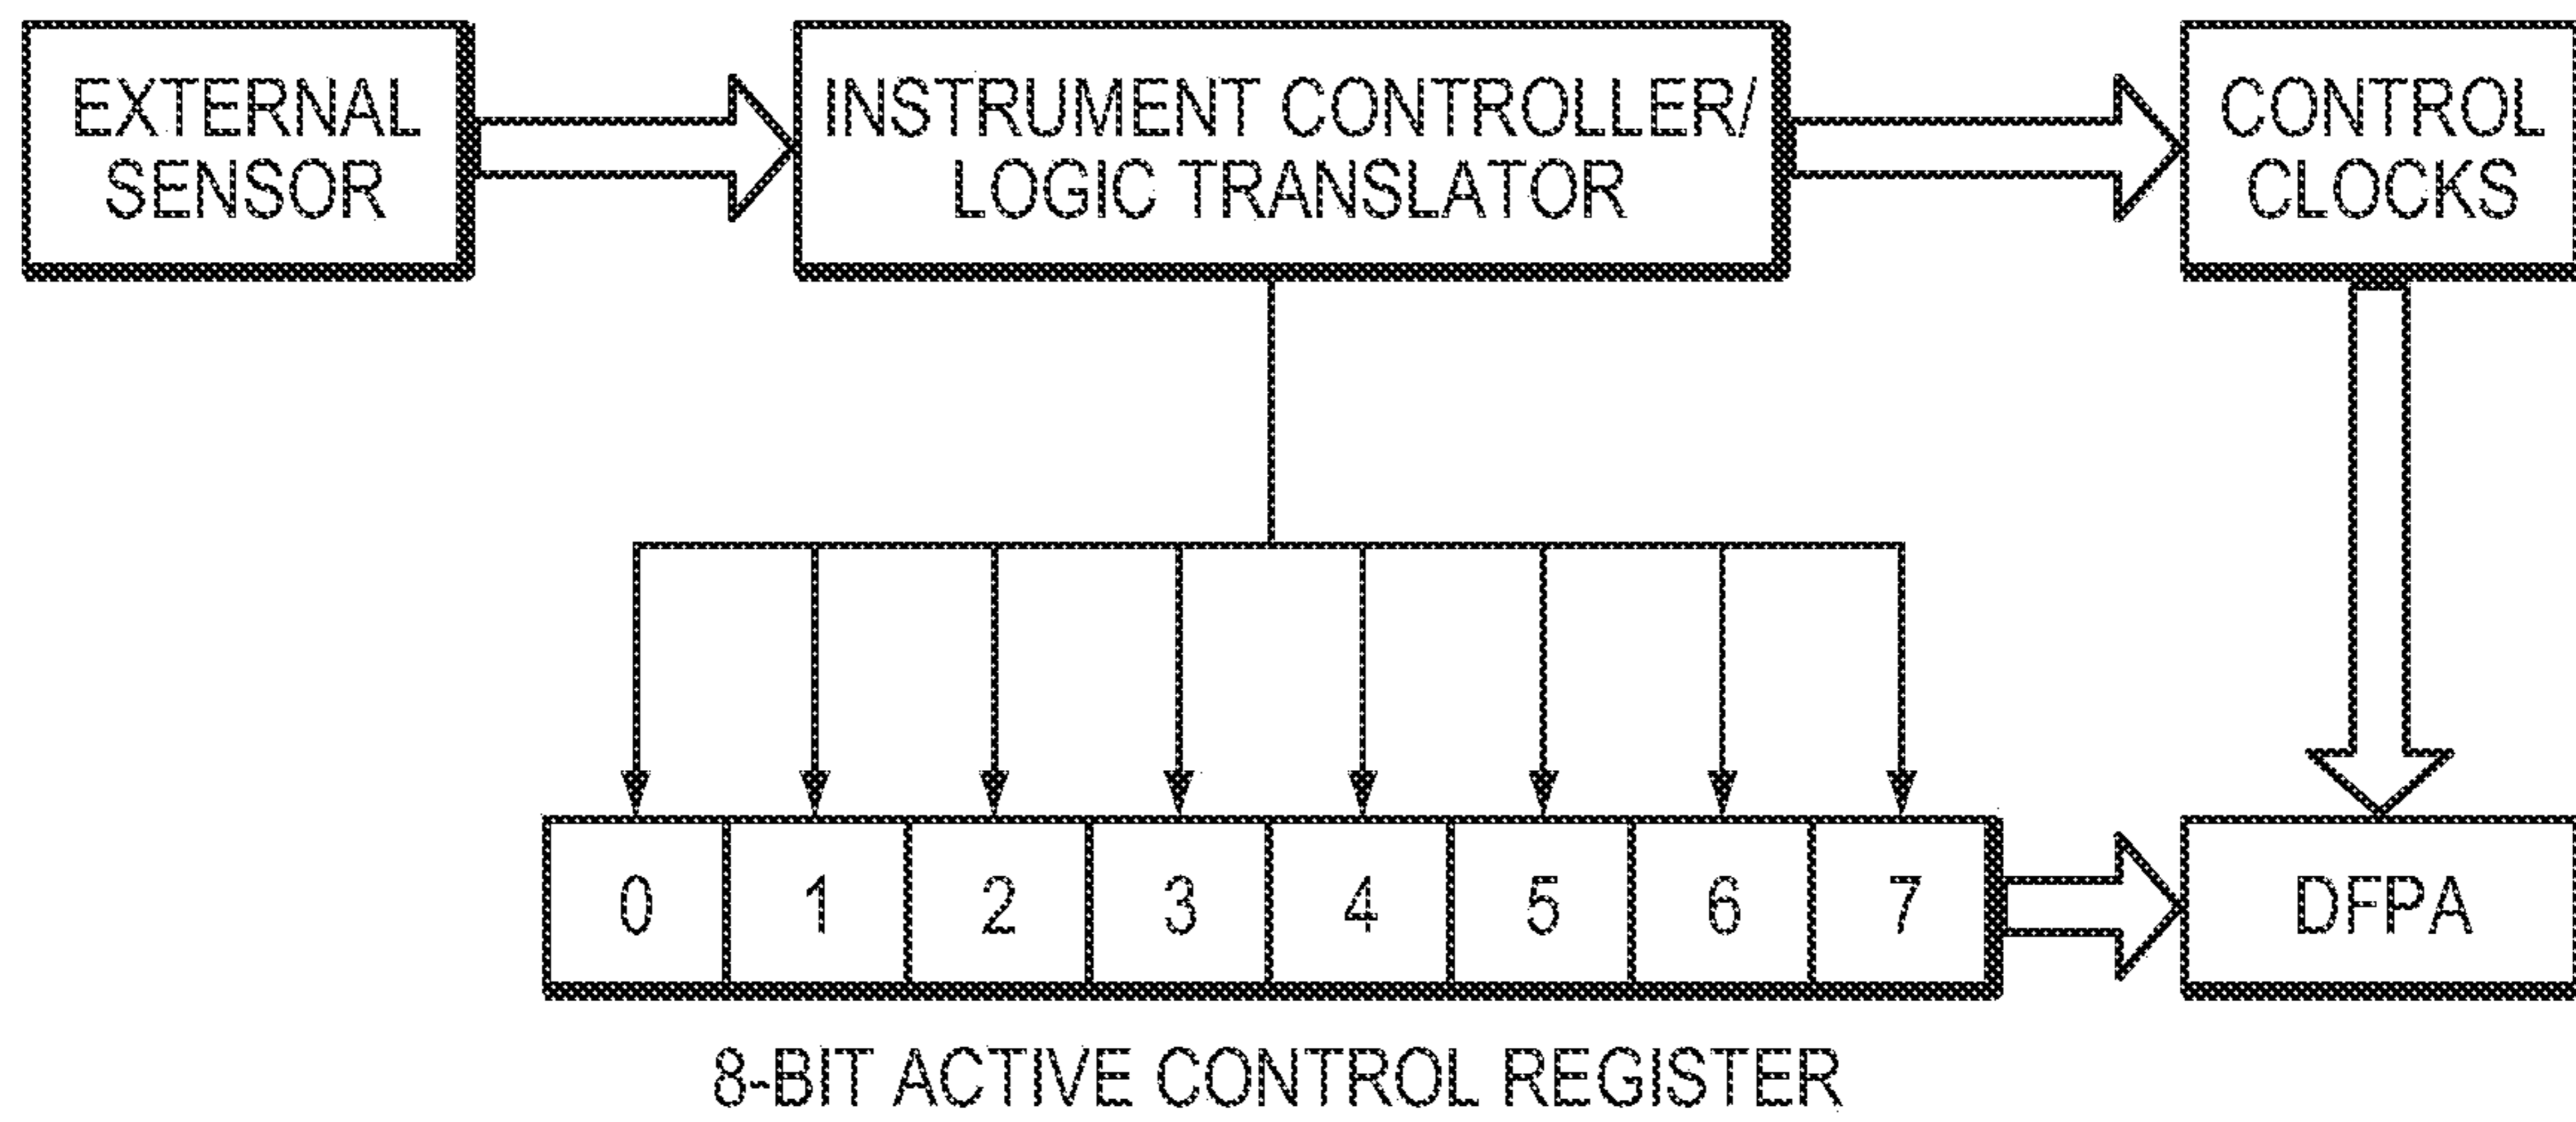 EXTERNAL
SENSOR
INSTRUMENT CONTROLLER/
LOGIC TRANSLATOR
CONTROL
CLOCKS
0 1 2 3 4 5 6 7
DFPA
8-BIT ACTIVE CONTROL REGISTER